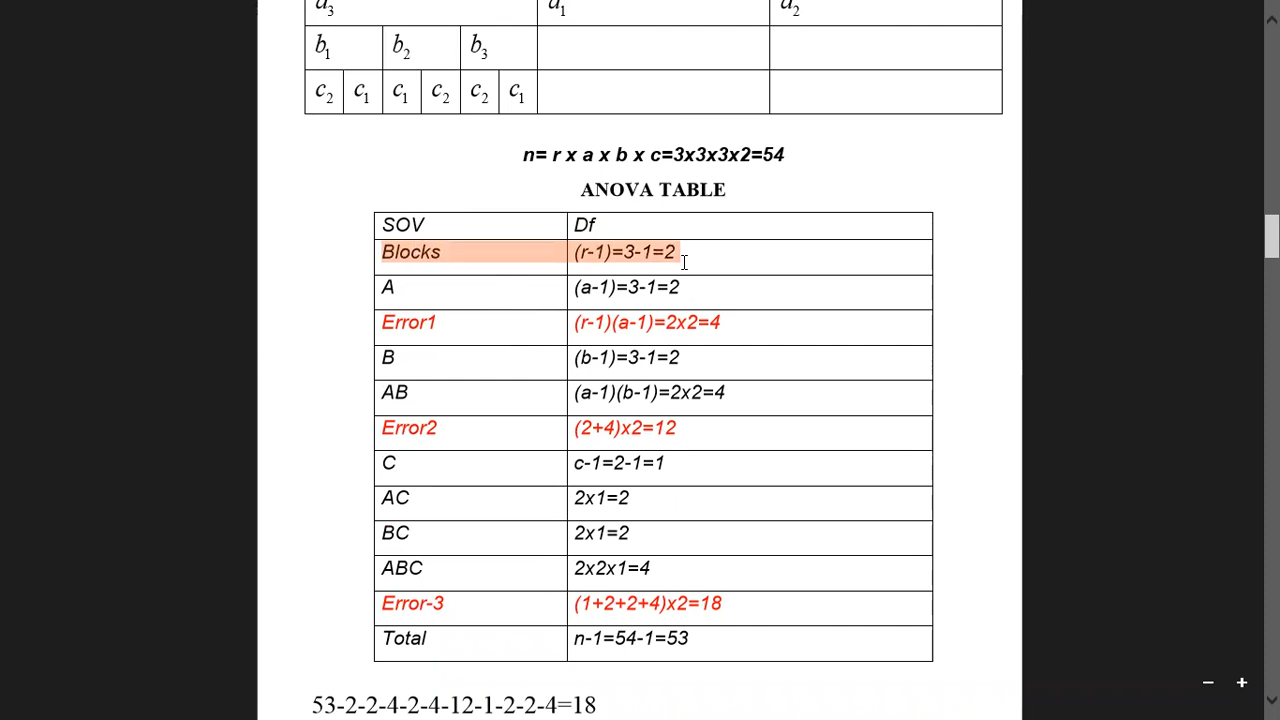 a3 a1 a2
b1 b2 b3
c2 c1 c1 c2 c2 c1
n= r x a x b x c=3x3x3x2=54
ANOVA TABLE
SOV Df
Blocks (r-1)=3-1=2
A (a-1)=3-1=2
Error1 (r-1)(a-1)=2x2=4
B (b-1)=3-1=2
AB (a-1)(b-1)=2x2=4
Error2 (2+4)x2=12
C c-1=2-1=1
AC 2x1=2
BC 2x1=2
ABC 2x2x1=4
Error-3 (1+2+2+4)x2=18
Total n-1=54-1=53
53-2-2-4-2-4-12-1-2-2-4=18